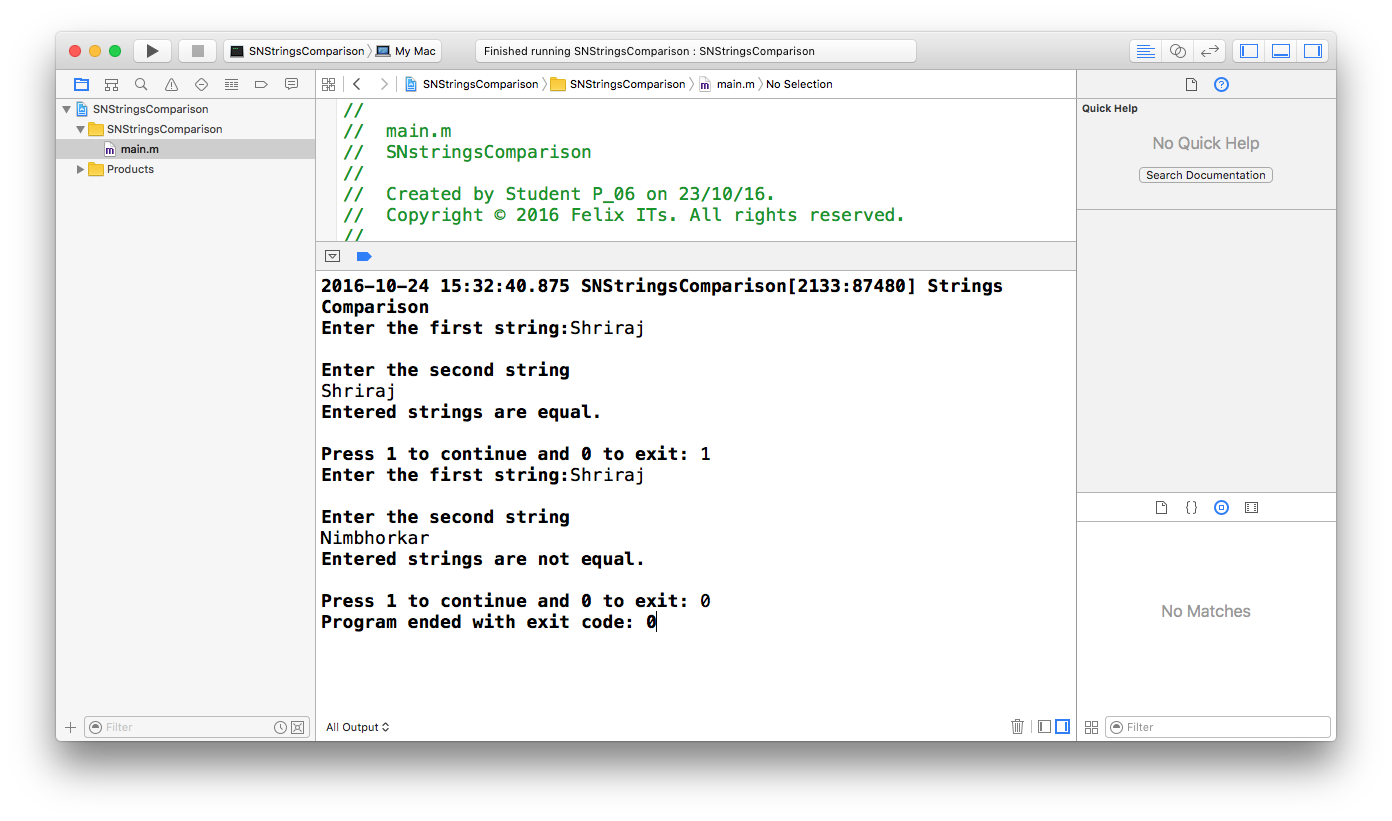 SNStringsComparison My Mac
Finished running SNStringsComparison : SNStringsComparison
SNStringsComparison
SNStringsComparison
main.m
Products
Filter
SNStringsComparison SNStringsComparison main.m No Selection
//
// main.m
// SNstringsComparison
//
// Created by Student P_06 on 23/10/16.
// Copyright © 2016 Felix ITs. All rights reserved.
//
2016-10-24 15:32:40.875 SNStringsComparison[2133:87480] Strings
Comparison
Enter the first string:Shriraj
Enter the second string
Shriraj
Entered strings are equal.
Press 1 to continue and 0 to exit: 1
Enter the first string:Shriraj
Enter the second string
Nimbhorkar
Entered strings are not equal.
Press 1 to continue and 0 to exit: 0
Program ended with exit code: 0
All Output
Quick Help
No Quick Help
Search Documentation
No Matches
Filter